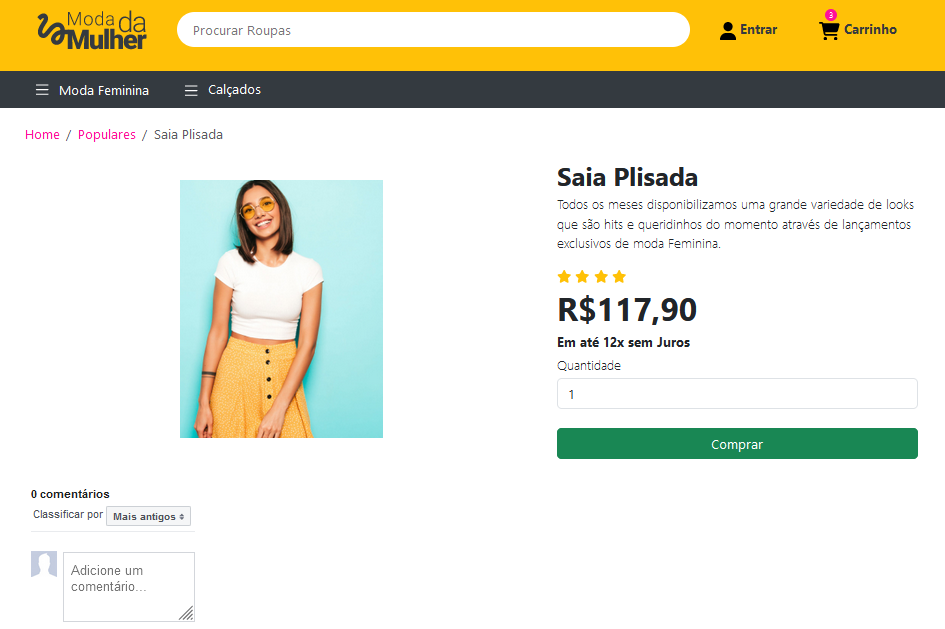 Moda da
Mulher
Procurar Roupas
Entrar
3
Carrinho
Moda Feminina
Calçados
Home / Populares / Saia Plisada
Saia Plisada
Todos os meses disponibilizamos uma grande variedade de looks
que são hits e queridinhos do momento através de lançamentos
exclusivos de moda Feminina.
R$117,90
Em até 12x sem Juros
Quantidade
1
Comprar
0 comentários
Classificar por Mais antigos
Adicione um
comentário...